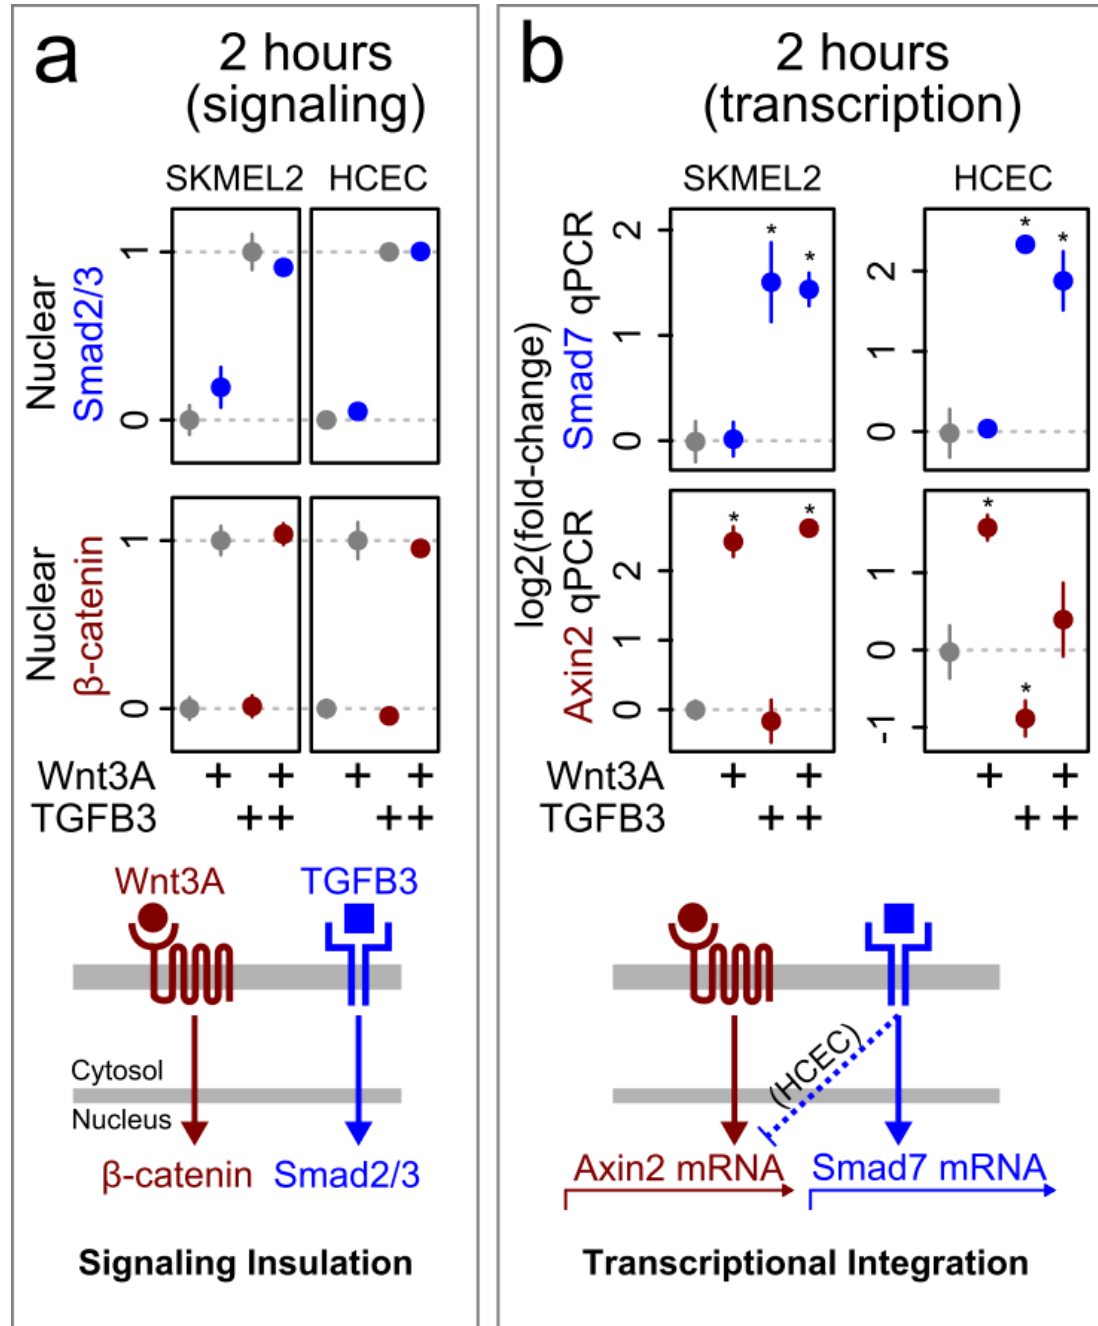 a
2 hours
(signaling)
SKMEL2 HCEC
Nuclear
Smad2/3
1
0
Nuclear
β-catenin
1
0
Wnt3A + + + +
TGFB3 ++ ++
Wnt3A TGFB3
Cytosol
Nucleus
β-catenin Smad2/3
Signaling Insulation
b
2 hours
(transcription)
SKMEL2 HCEC
log2(fold-change)
Smad7 qPCR
2
1
0
* *
2
1
0
* *
Axin2 qPCR
2
1
0
* *
1
0
-1
* *
Wnt3A + + + +
TGFB3 + + + +
(HCEC)
Axin2 mRNA Smad7 mRNA
Transcriptional Integration